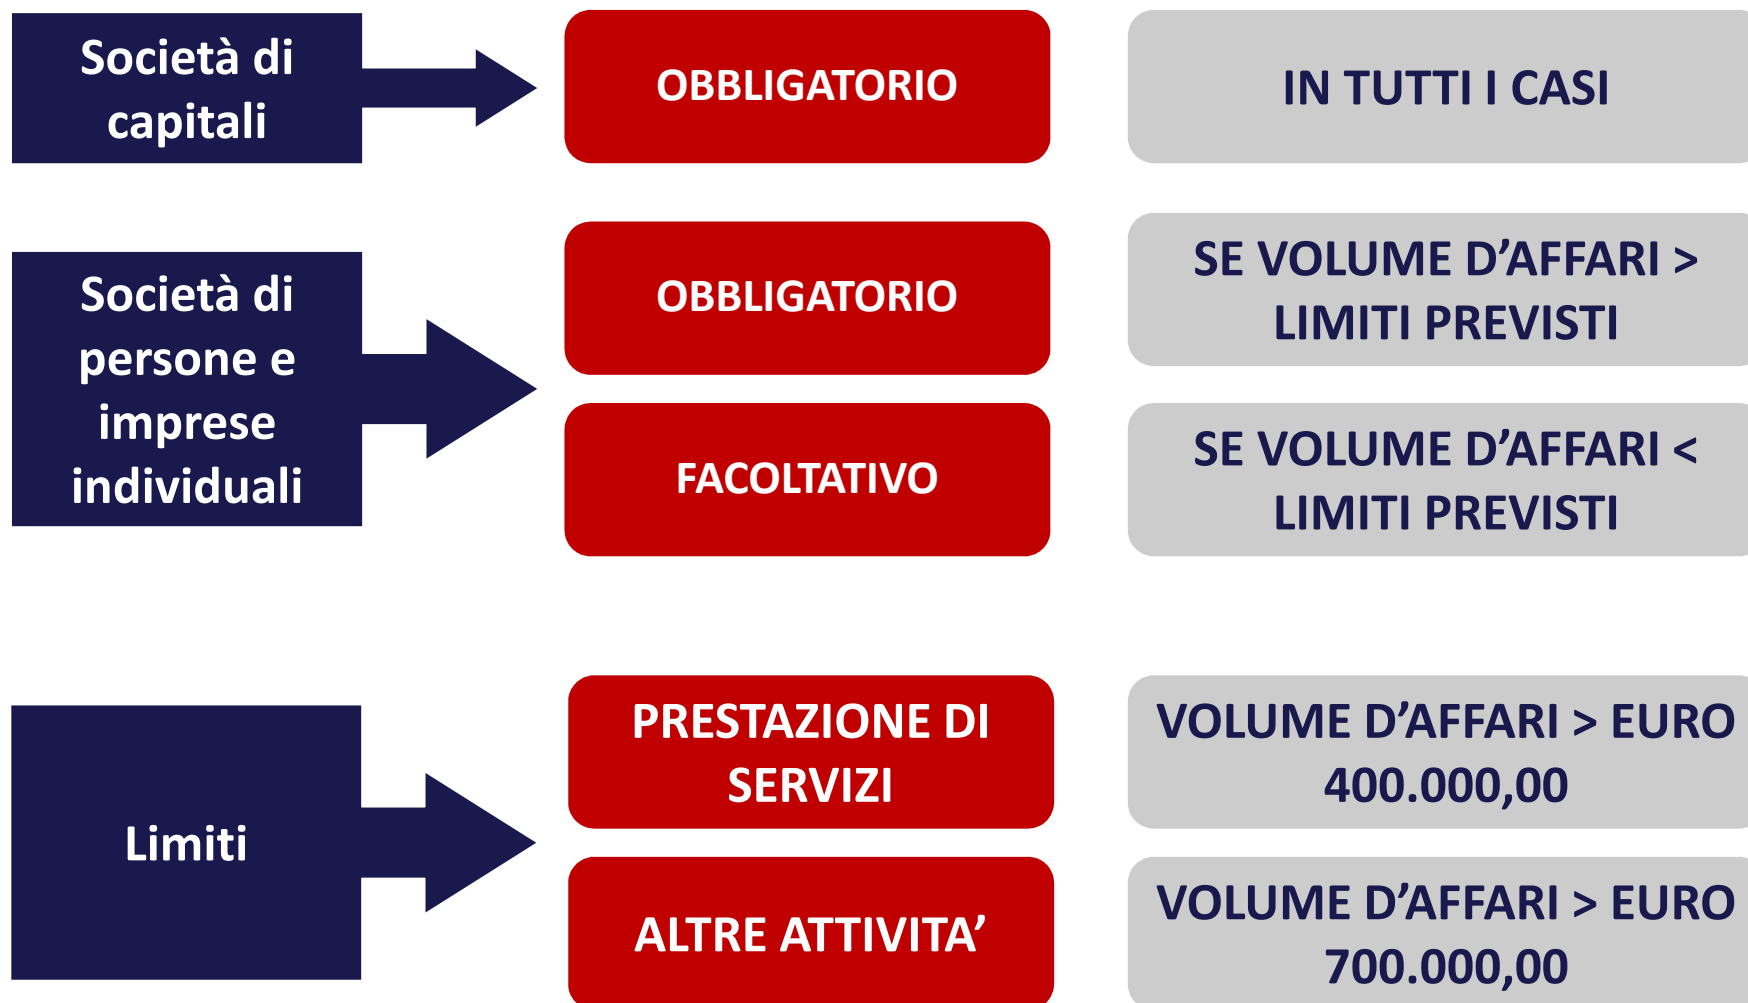 Società di
capitali
OBBLIGATORIO
IN TUTTI I CASI
Società di
persone e
imprese
individuali
OBBLIGATORIO
SE VOLUME D’AFFARI >
LIMITI PREVISTI
FACOLTATIVO
SE VOLUME D’AFFARI <
LIMITI PREVISTI
Limiti
PRESTAZIONE DI
SERVIZI
VOLUME D’AFFARI > EURO
400.000,00
ALTRE ATTIVITA’
VOLUME D’AFFARI > EURO
700.000,00